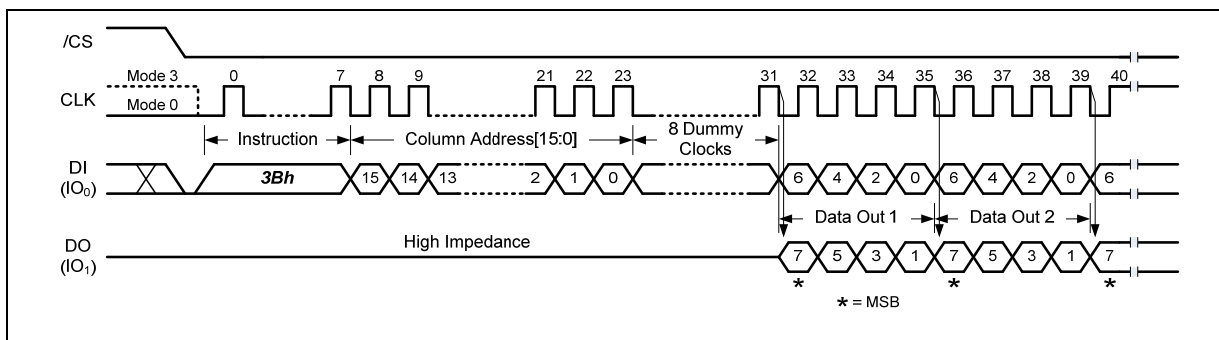 /CS
Mode 3 0 7 8 9 21 22 23 31 32 33 34 35 36 37 38 39 40
CLK
Mode 0
Instruction Column Address[15:0] 8 Dummy
Clocks
DI
(IO0)
3Bh 15 14 13 2 1 0 6 4 2 0 6 4 2 0 6
Data Out 1 Data Out 2
High Impedance
DO
(IO1)
7 5 3 1 7 5 3 1 7
* * *
* = MSB